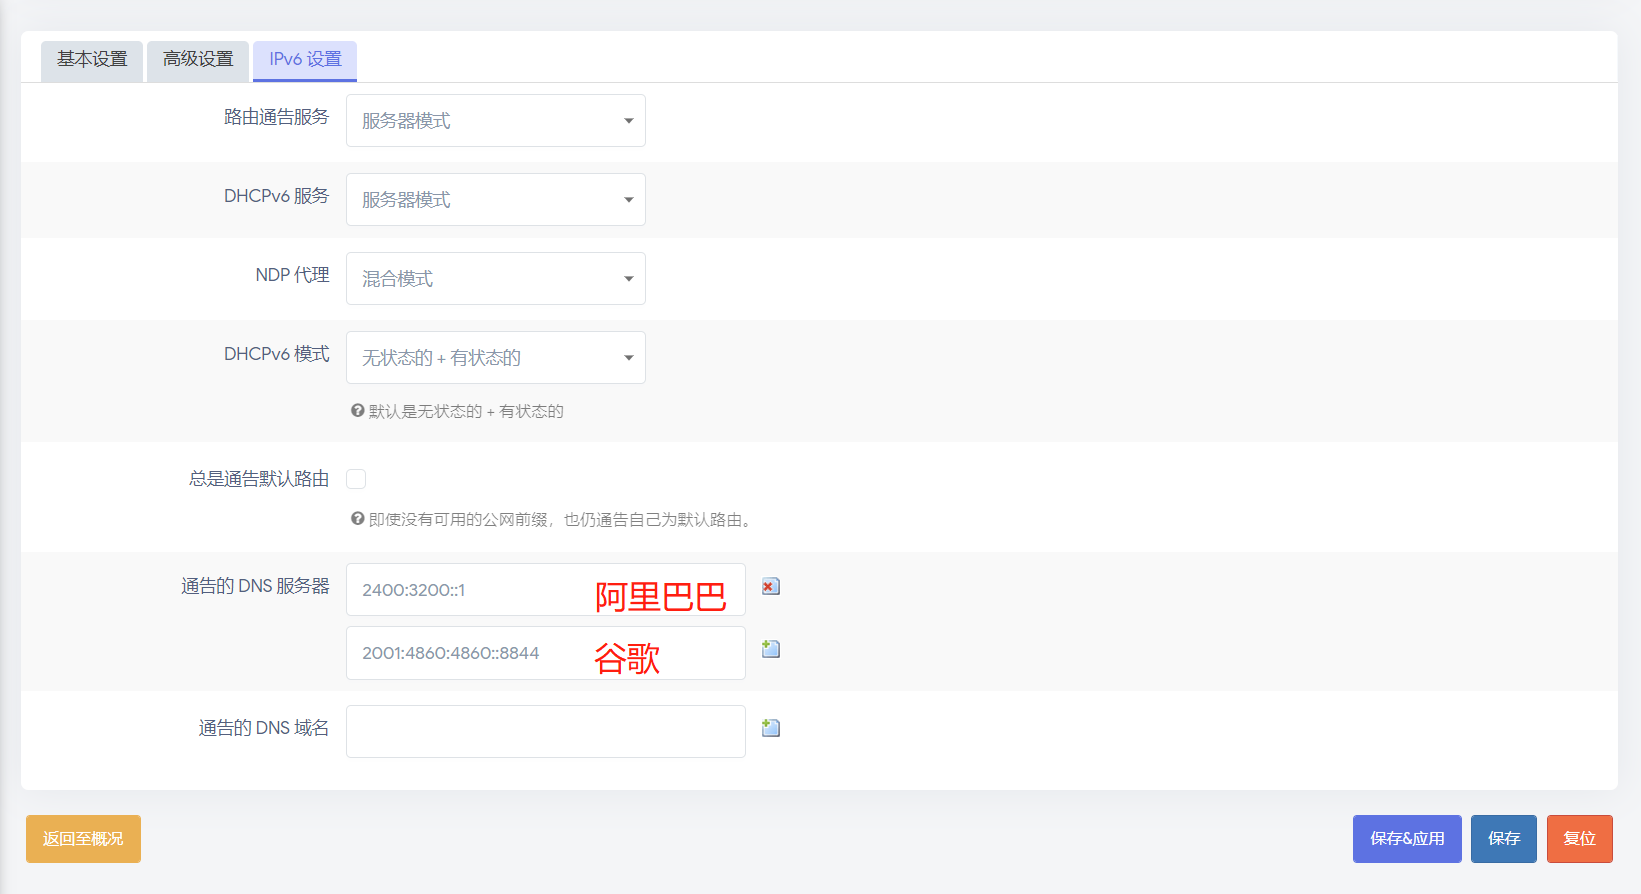 基本设置 高级设置 IPv6 设置
路由通告服务 服务器模式
DHCPv6 服务 服务器模式
NDP 代理 混合模式
DHCPv6 模式 无状态的 + 有状态的
默认是无状态的 + 有状态的
总是通告默认路由
即使没有可用的公网前缀，也仍通告自己为默认路由。
通告的 DNS 服务器 2400:3200::1 阿里巴巴
2001:4860:4860::8844 谷歌
通告的 DNS 域名
返回至概况 保存&应用 保存 复位